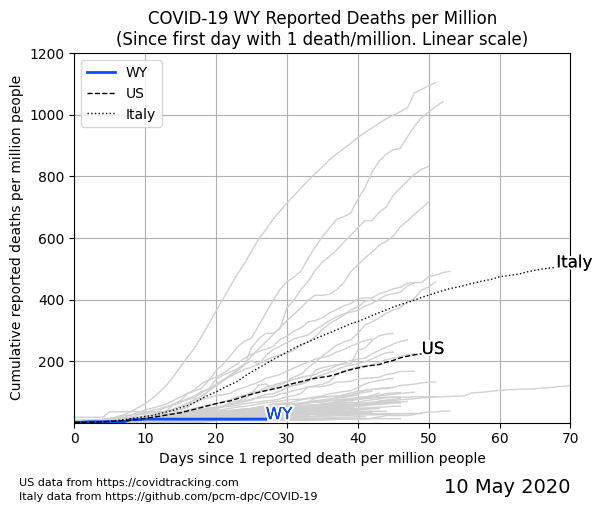 COVID-19 WY Reported Deaths per Million
(Since first day with 1 death/million. Linear scale)
Cumulative reported deaths per million people
1200
1000
800
600
400
200
WY
US
Italy
Italy
US
WY
0 10 20 30 40 50 60 70
Days since 1 reported death per million people
US data from https://covidtracking.com
Italy data from https://github.com/pcm-dpc/COVID-19
10 May 2020